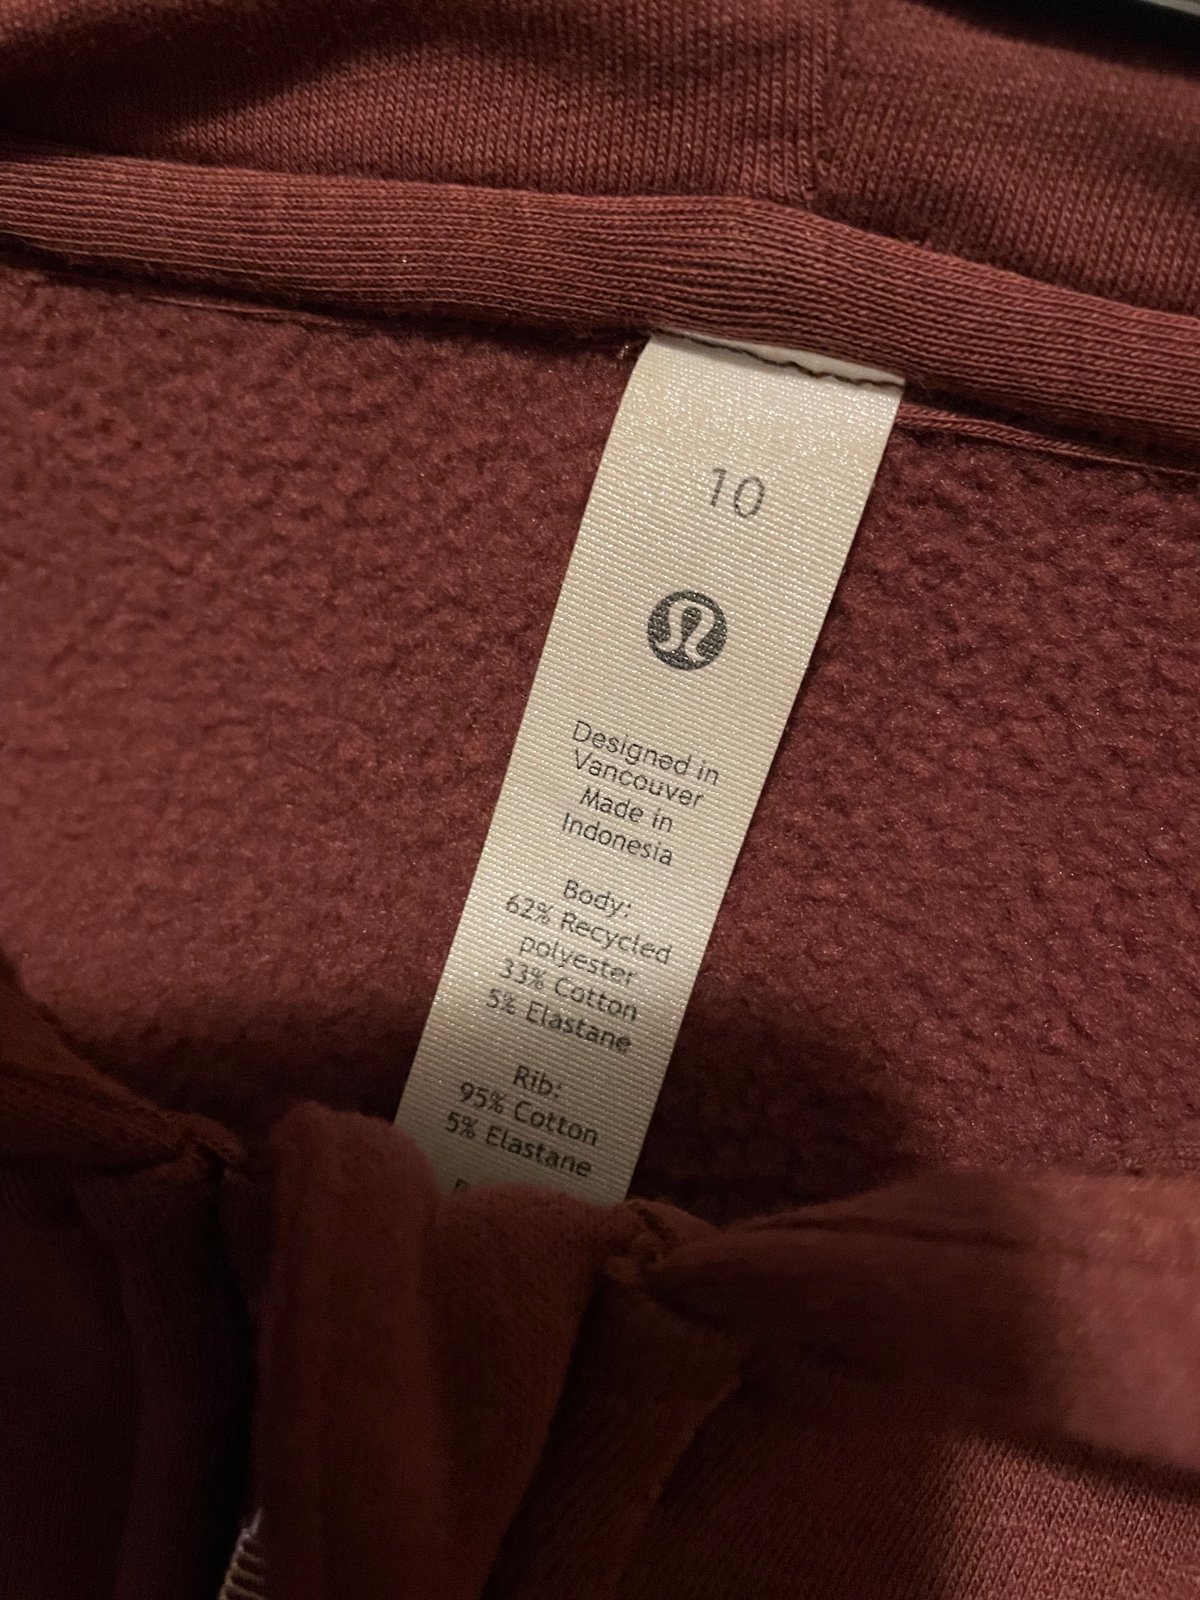 10
Designed in
Vancouver
Made in
Indonesia
Body:
62% Recycled
polyester
33% Cotton
5% Elastane
Rib:
95% Cotton
5% Elastane